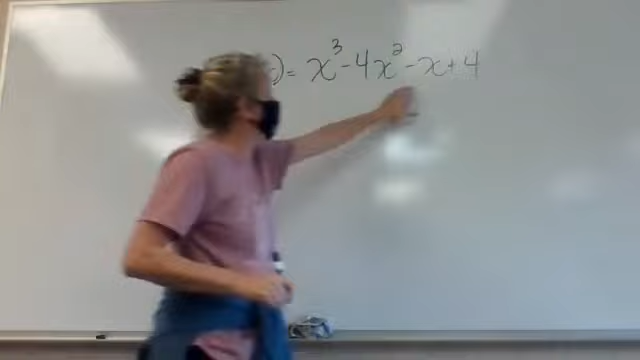 ) = x³ - 4x² - x + 4